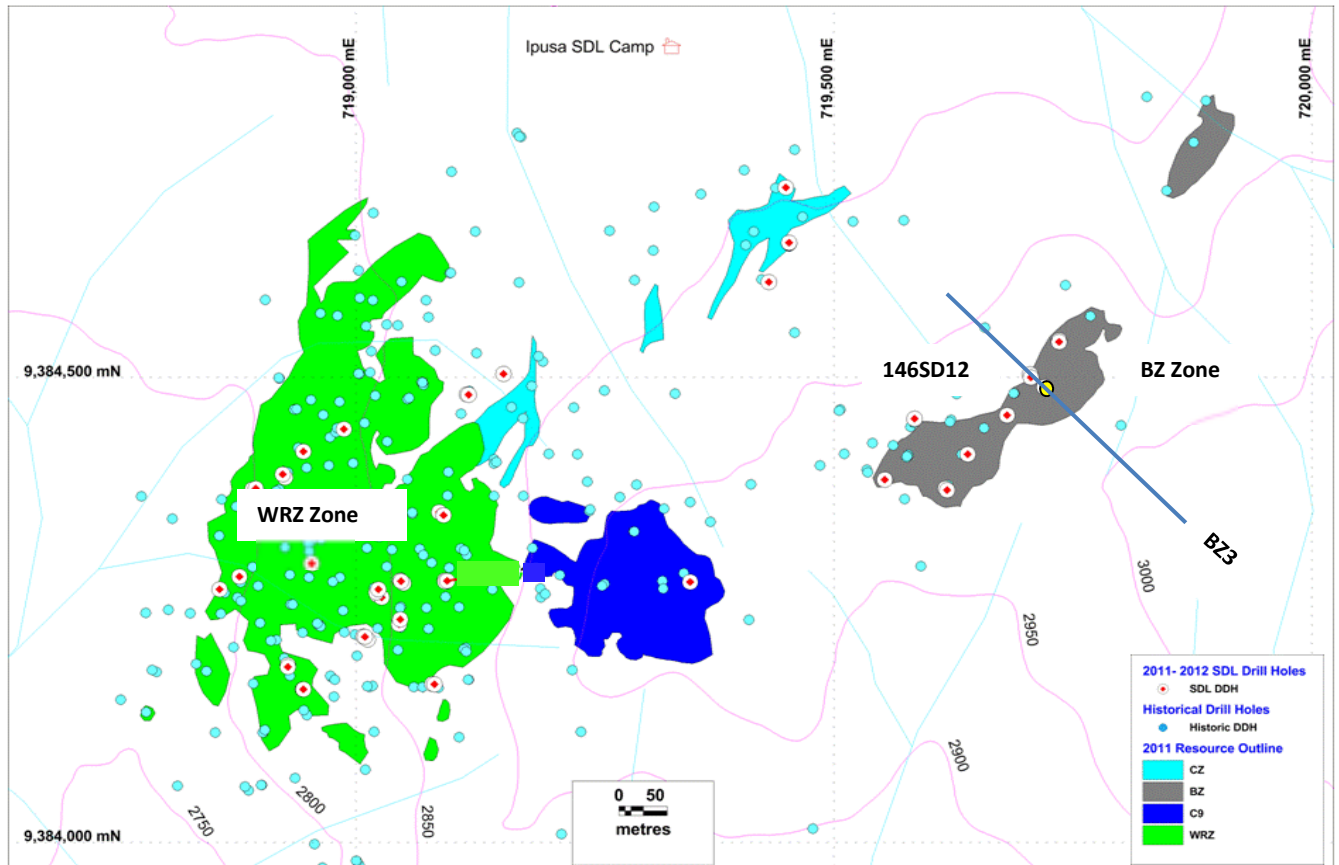 Ipusa SDL Camp
719,000 mE
719,500 mE
720,000 mE
9,384,500 mN
146SD12
BZ Zone
WRZ Zone
BZ3
3000
2950
2900
2850
2800
2750
9,384,000 mN
0 50
metres
2011- 2012 SDL Drill Holes
SDL DDH
Historical Drill Holes
Historic DDH
2011 Resource Outline
CZ
BZ
C9
WRZ